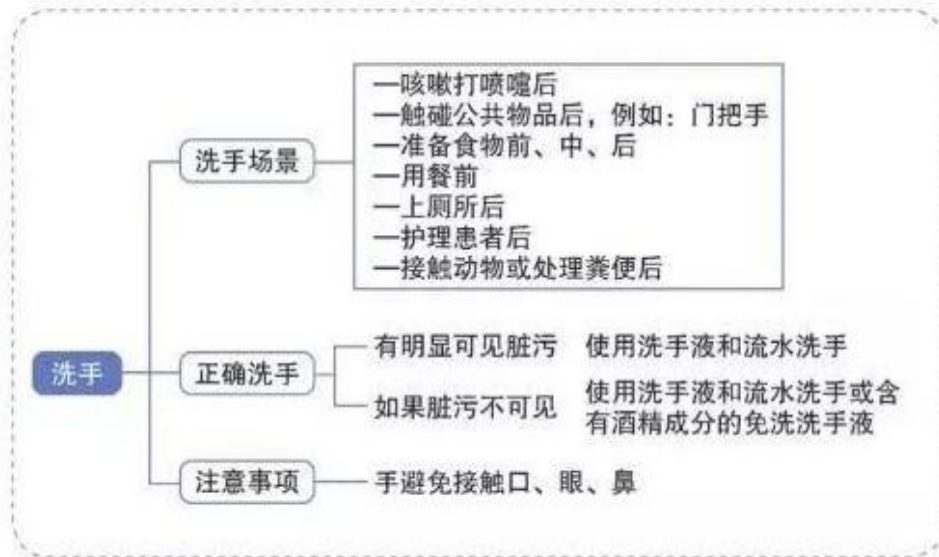 洗手
洗手场景
—咳嗽打喷嚏后
—触碰公共物品后，例如：门把手
—准备食物前、中、后
—用餐前
—上厕所后
—护理患者后
—接触动物或处理粪便后
正确洗手
有明显可见脏污 使用洗手液和流水洗手
如果脏污不可见 使用洗手液和流水洗手或含
有酒精成分的免洗洗手液
注意事项
手避免接触口、眼、鼻